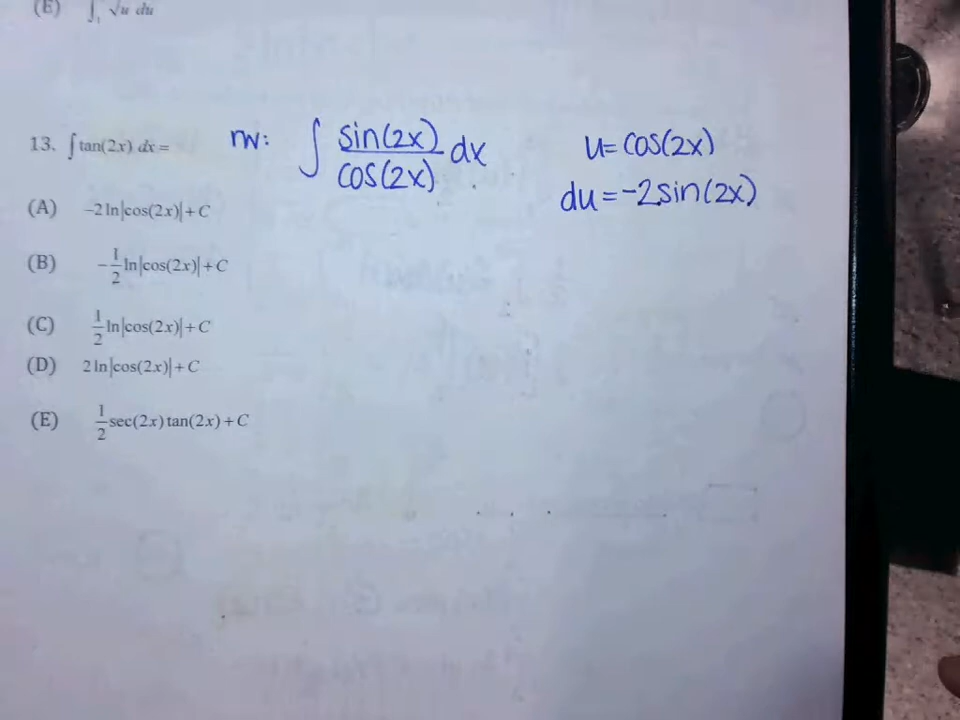 (E) ∫₁ √u du
13. ∫tan(2x) dx = rw: ∫ sin(2x)/cos(2x) dx u=cos(2x)
du=-2sin(2x)
(A) -2 ln|cos(2x)|+C
(B) -1/2 ln|cos(2x)|+C
(C) 1/2 ln|cos(2x)|+C
(D) 2 ln|cos(2x)|+C
(E) 1/2 sec(2x) tan(2x)+C